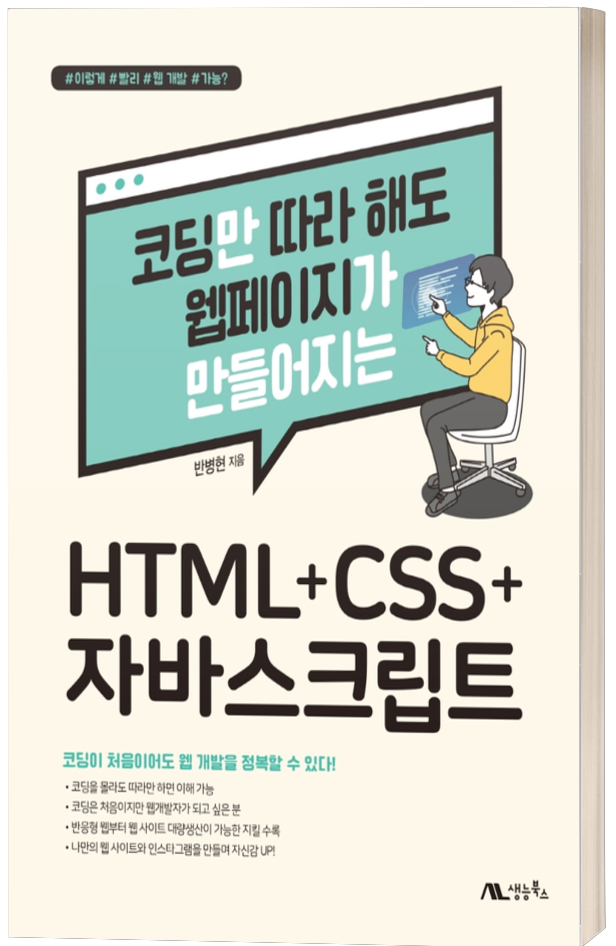 #이렇게 #빨리 #웹 개발 #가능?
코딩만 따라 해도
웹페이지가
만들어지는
반병현 지음
HTML+CSS+
자바스크립트
코딩이 처음이어도 웹 개발을 정복할 수 있다!
• 코딩을 몰라도 따라만 하면 이해 가능
• 코딩은 처음이지만 웹개발자가 되고 싶은 분
• 반응형 웹부터 웹 사이트 대량생산이 가능한 지킬 수록
• 나만의 웹 사이트와 인스타그램을 만들며 자신감 UP!
생능북스